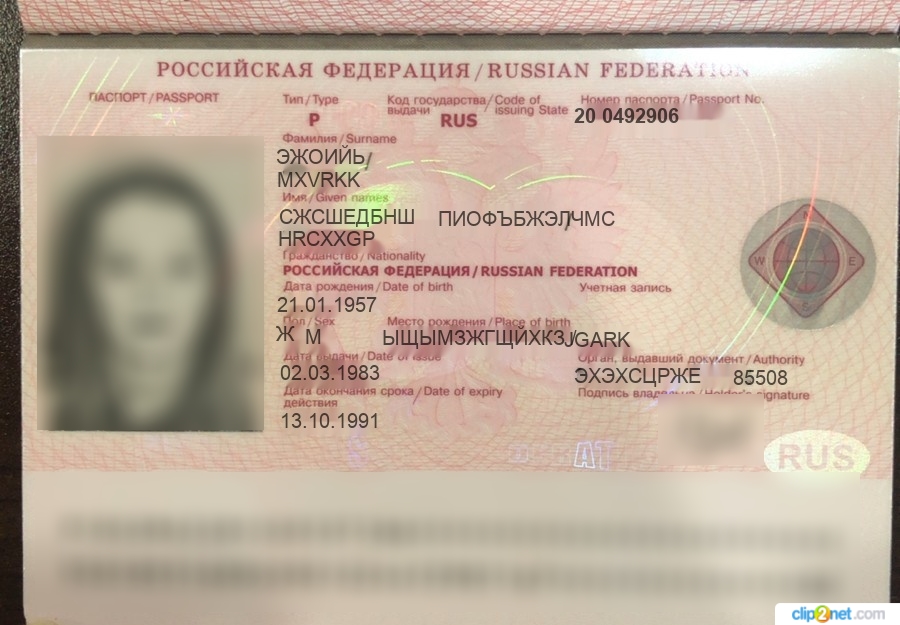 РОССИЙСКАЯ ФЕДЕРАЦИЯ / RUSSIAN FEDERATION
ПАСПОРТ / PASSPORT
Тип / Type
Код государства / Code of
выдачи issuing State
Номер паспорта / Passport No.
P
RUS
20 0492906
Фамилия / Surname
ЭЖОИЙЬ/
MXVRKK
Имя / Given names
СЖСШЕДБНШ ПИОФЪБЖЭЛ/ЧМС
HRCXXGP
Гражданство / Nationality
РОССИЙСКАЯ ФЕДЕРАЦИЯ / RUSSIAN FEDERATION
Дата рождения / Date of birth
Учетная запись
21.01.1957
Пол / Sex
Место рождения / Place of birth
Ж М ЫЩЫМЗЖГЩЙХКЗJ/GARK
Дата выдачи / Date of issue
Орган, выдавший документ / Authority
02.03.1983
ЭХЭХСЦРЖЕ 85508
Дата окончания срока / Date of expiry
действия
Подпись владельца / Holder's signature
13.10.1991
W E
S
AT
RUS
clip2net.com